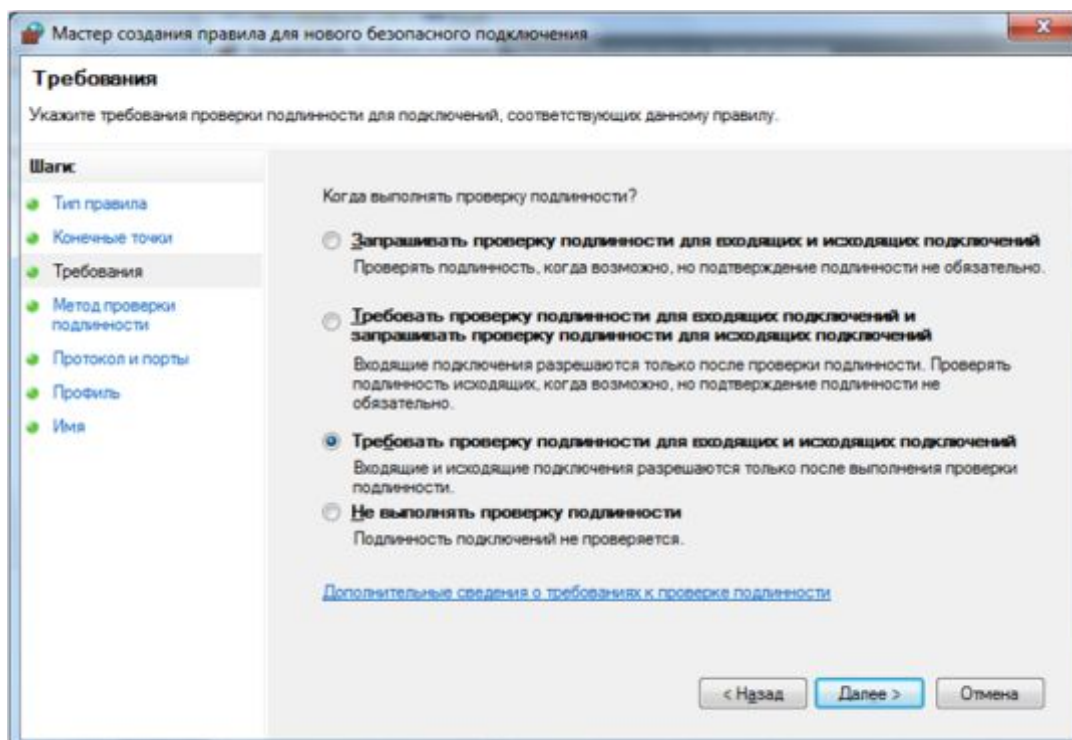 Мастер создания правила для нового безопасного подключения
Требования
Укажите требования проверки подлинности для подключений, соответствующих данному правилу.
Шаги:
Тип правила
Конечные точки
Требования
Метод проверки
подлинности
Протокол и порты
Профиль
Имя
Когда выполнять проверку подлинности?
Запрашивать проверку подлинности для входящих и исходящих подключений
Проверять подлинность, когда возможно, но подтверждение подлинности не обязательно.
Требовать проверку подлинности для входящих подключений и
запрашивать проверку подлинности для исходящих подключений
Входящие подключения разрешаются только после проверки подлинности. Проверять
подлинность исходящих, когда возможно, но подтверждение подлинности не
обязательно.
Требовать проверку подлинности для входящих и исходящих подключений
Входящие и исходящие подключения разрешаются только после выполнения проверки
подлинности.
Не выполнять проверку подлинности
Подлинность подключений не проверяется.
Дополнительные сведения о требованиях к проверке подлинности
< Назад
Далее >
Отмена